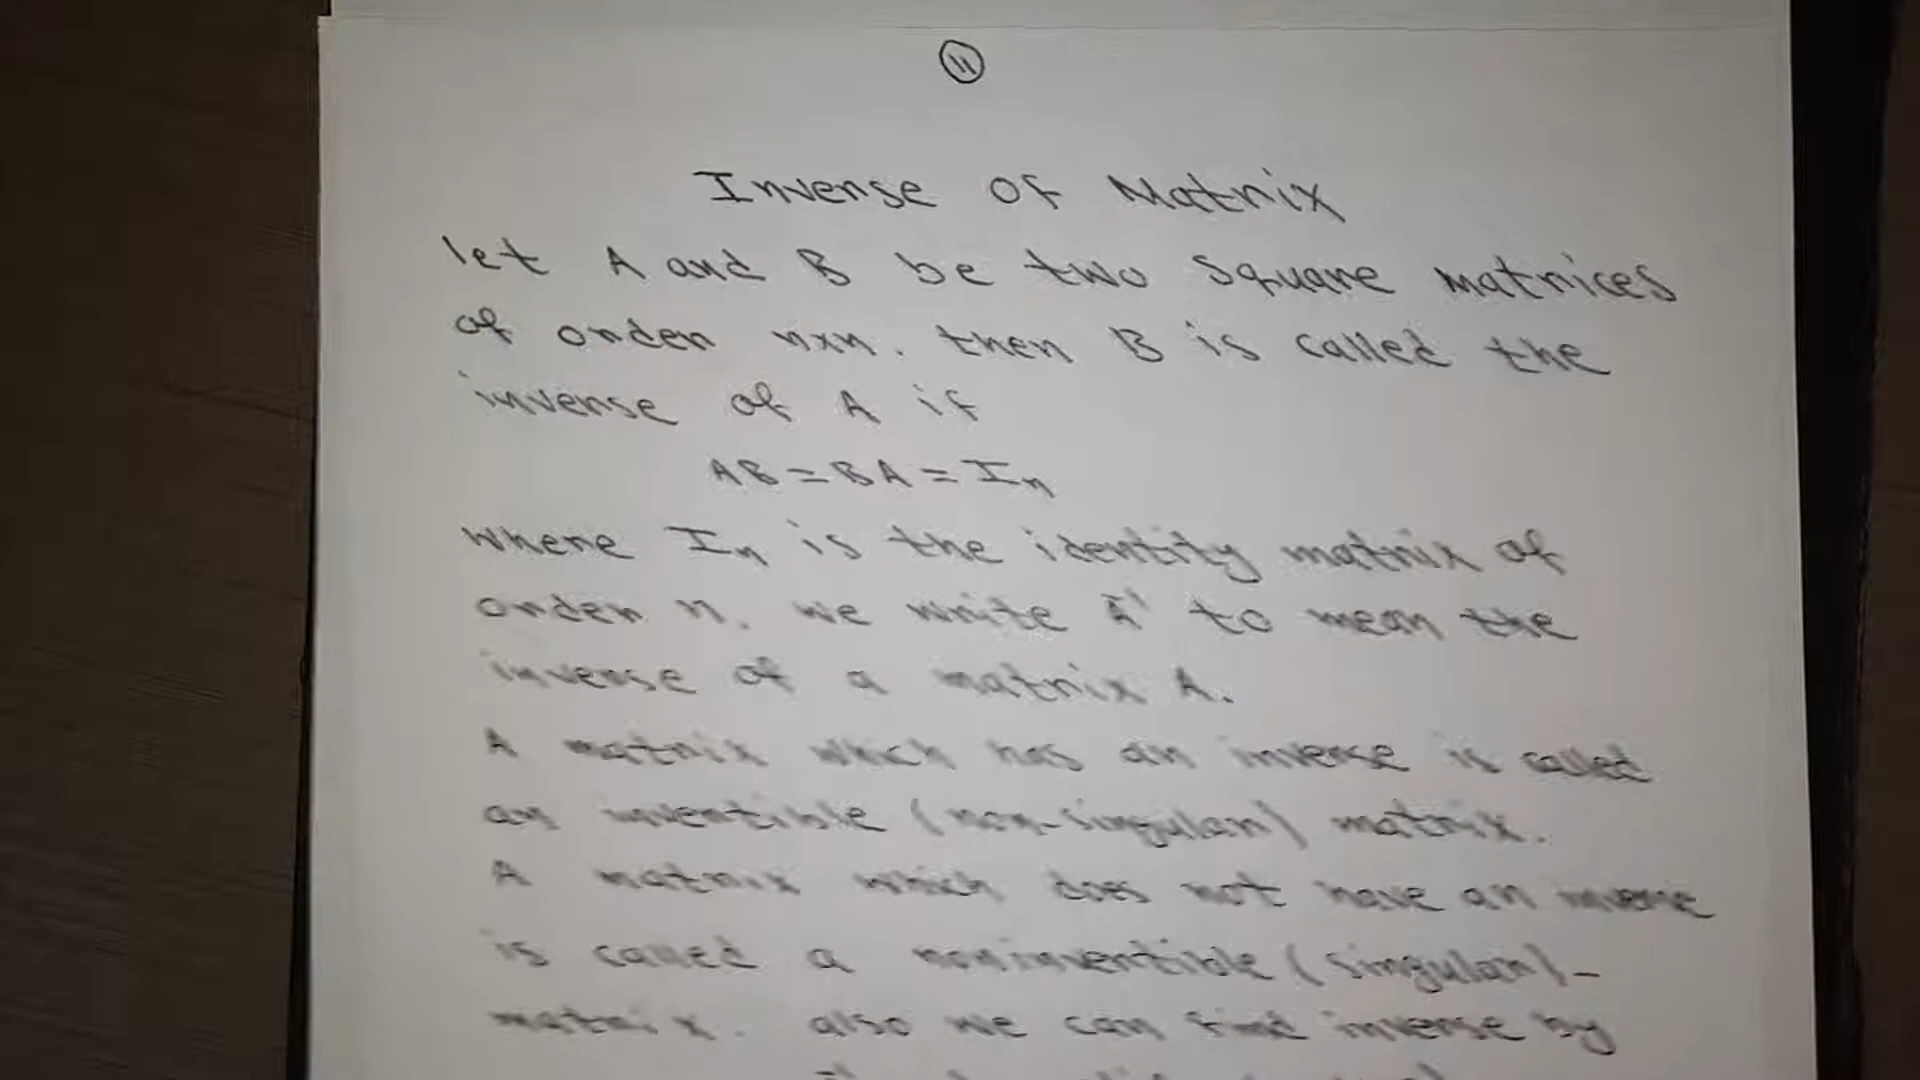 11
Inverse Of Matrix
let A and B be two square matrices
of order nxn. then B is called the
inverse of A if
AB = BA = In
where In is the identity matrix of
order n. we write A⁻¹ to mean the
inverse of a matrix A.
A matrix which has an inverse is called
an invertible (non-singular) matrix.
A matrix which does not have an inverse
is called a noninvertible (singular)-
matrix. also we can find inverse by